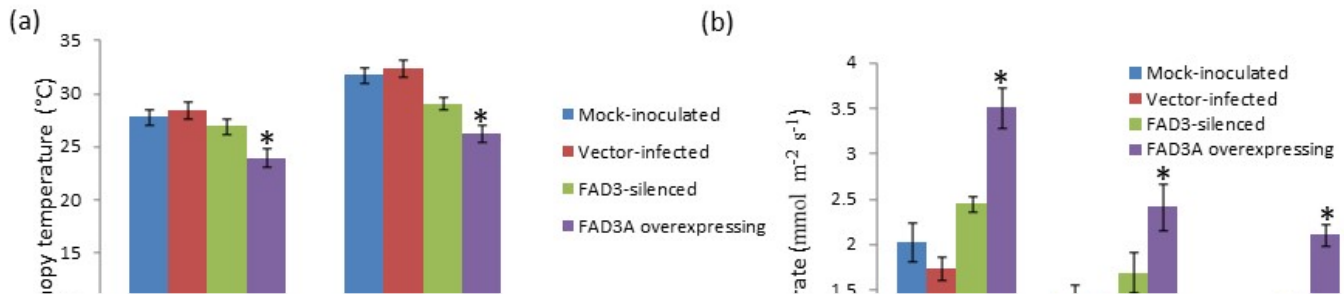 (a)
35
30
25
20
15
temperature (°C)
*
*
Mock-inoculated
Vector-infected
FAD3-silenced
FAD3A overexpressing
(b)
4
3.5
3
2.5
2
1.5
rate (mmol m⁻² s⁻¹)
*
*
*
Mock-inoculated
Vector-infected
FAD3-silenced
FAD3A overexpressing